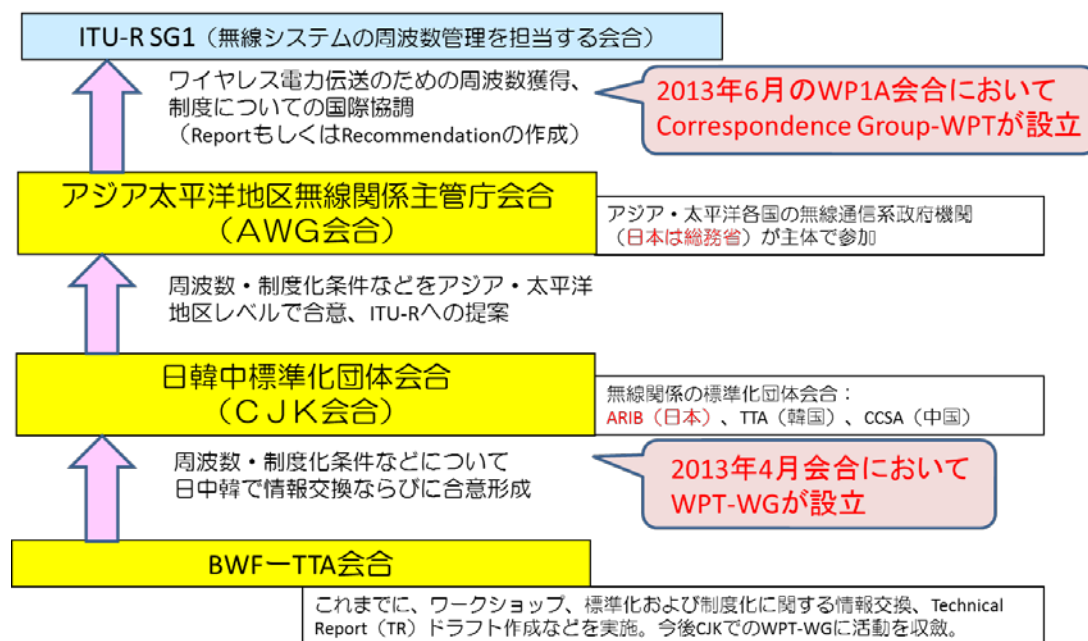 ITU-R SG1（無線システムの周波数管理を担当する会合）
ワイヤレス電力伝送のための周波数獲得、
制度についての国際協調
（ReportもしくはRecommendationの作成）
2013年6月のWP1A会合において
Correspondence Group-WPTが設立
アジア太平洋地区無線関係主管庁会合
（AWG会合）
アジア・太平洋各国の無線通信系政府機関
（日本は総務省）が主体で参加
周波数・制度化条件などをアジア・太平洋
地区レベルで合意、ITU-Rへの提案
日韓中標準化団体会合
（ＣＪＫ会合）
無線関係の標準化団体会合：
ARIB（日本）、TTA（韓国）、CCSA（中国）
周波数・制度化条件などについて
日中韓で情報交換ならびに合意形成
2013年4月会合において
WPT-WGが設立
BWFーTTA会合
これまでに、ワークショップ、標準化および制度化に関する情報交換、Technical
Report（TR）ドラフト作成などを実施。今後CJKでのWPT-WGに活動を収斂。